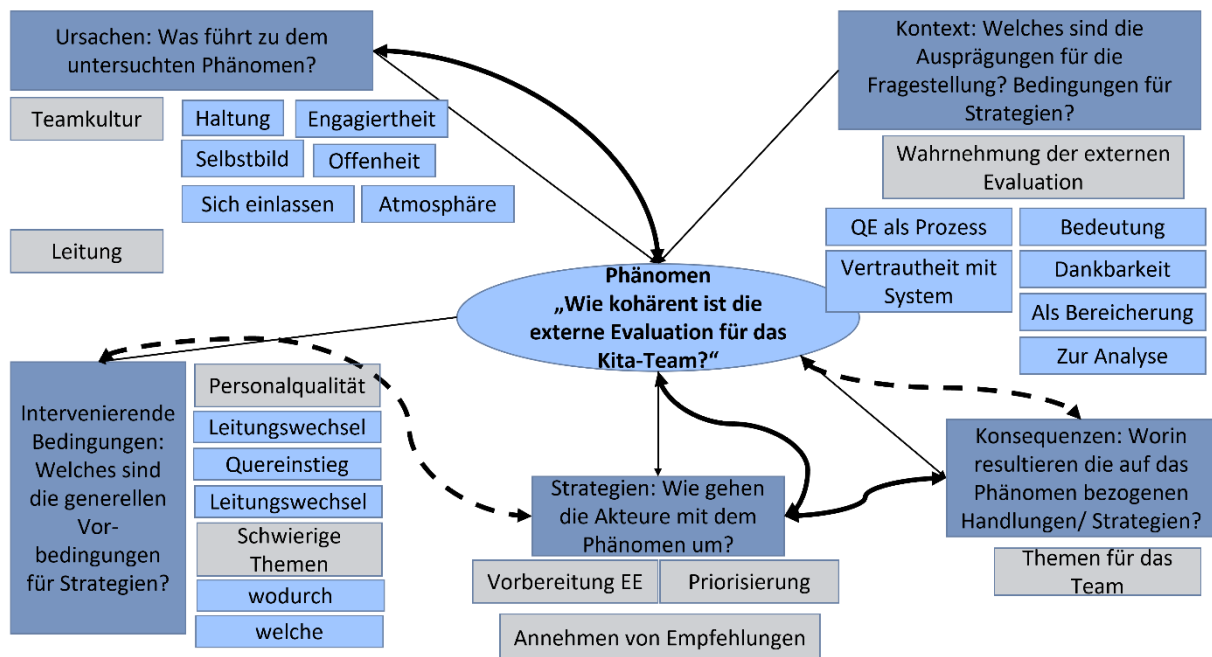 Ursachen: Was führt zu dem
untersuchten Phänomen?
Teamkultur
Haltung
Engagiertheit
Selbstbild
Offenheit
Sich einlassen
Atmosphäre
Leitung
Kontext: Welches sind die
Ausprägungen für die
Fragestellung? Bedingungen für
Strategien?
Wahrnehmung der externen
Evaluation
QE als Prozess
Bedeutung
Vertrautheit mit
System
Dankbarkeit
Als Bereicherung
Zur Analyse
Phänomen
„Wie kohärent ist die
externe Evaluation für das
Kita-Team?“
Intervenierende
Bedingungen:
Welches sind
die generellen
Vor-
bedingungen
für Strategien?
Personalqualität
Leitungswechsel
Quereinstieg
Leitungswechsel
Schwierige
Themen
wodurch
welche
Strategien: Wie gehen
die Akteure mit dem
Phänomen um?
Vorbereitung EE
Priorisierung
Annehmen von Empfehlungen
Konsequenzen: Worin
resultieren die auf das
Phänomen bezogenen
Handlungen/ Strategien?
Themen für das
Team